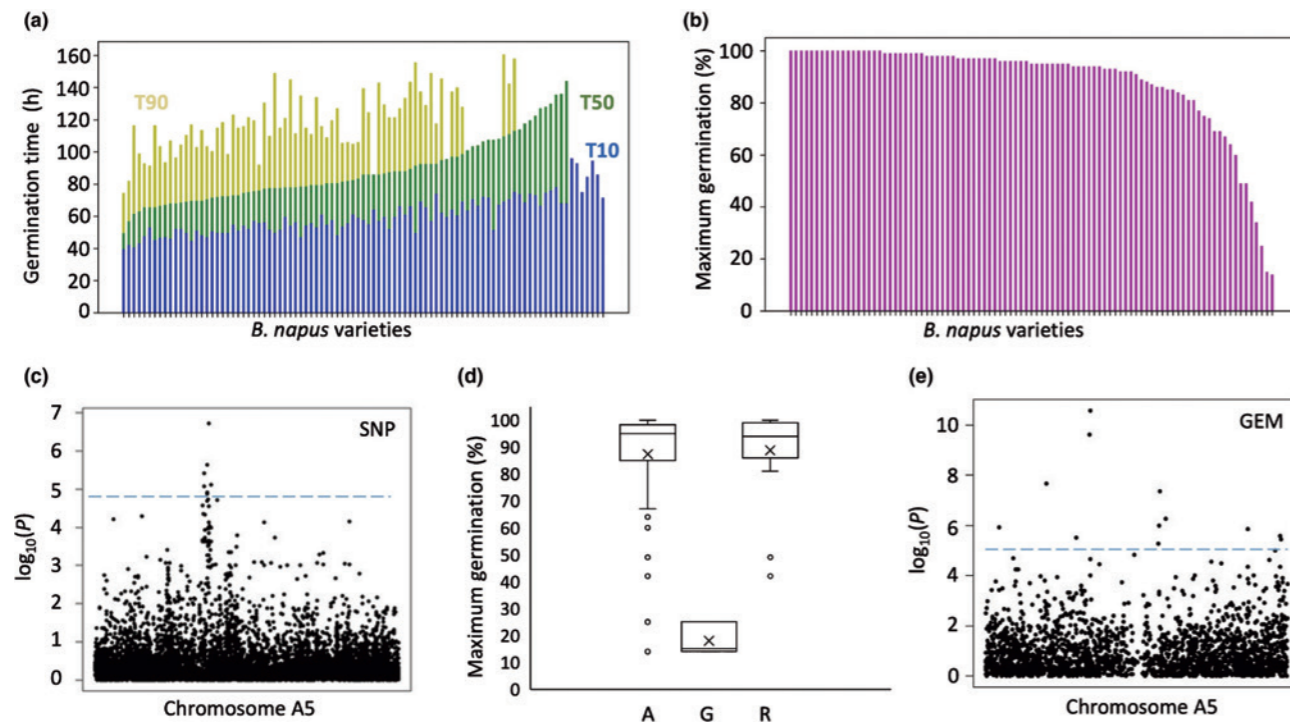 (a)
Germination time (h)
160
140
120
100
80
60
40
20
0
T90
T50
T10
B. napus varieties
(b)
Maximum germination (%)
100
80
60
40
20
0
B. napus varieties
(c)
log10(P)
7
6
5
4
3
2
1
0
SNP
Chromosome A5
(d)
Maximum germination (%)
100
90
80
70
60
50
40
30
20
10
0
A G R
(e)
log10(P)
10
8
6
4
2
0
GEM
Chromosome A5